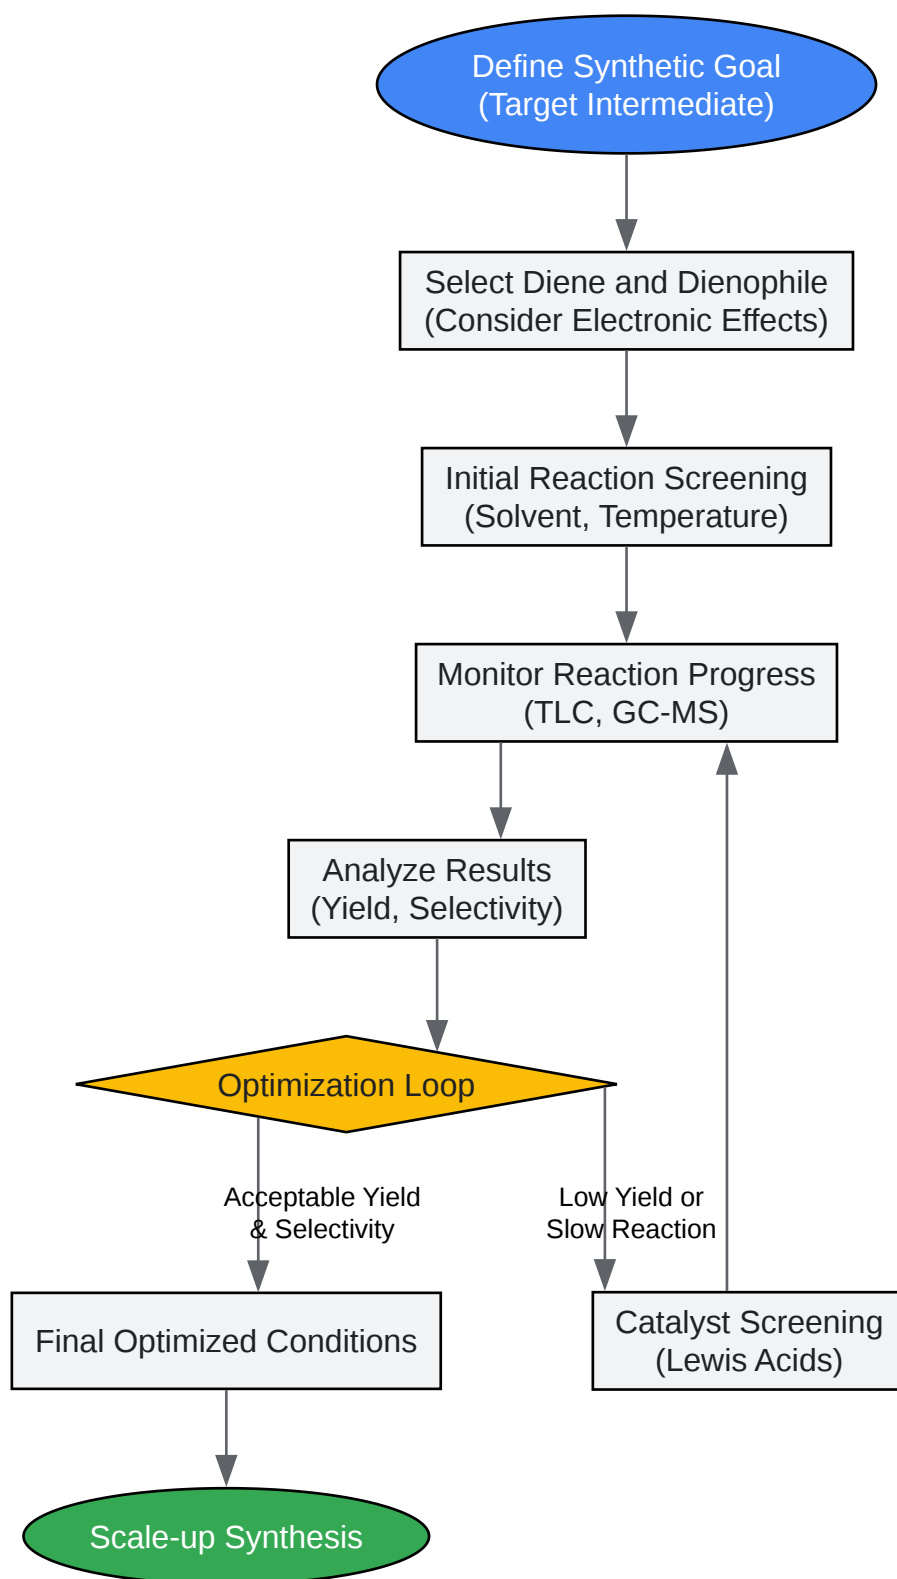 Define Synthetic Goal
(Target Intermediate)
Select Diene and Dienophile
(Consider Electronic Effects)
Initial Reaction Screening
(Solvent, Temperature)
Monitor Reaction Progress
(TLC, GC-MS)
Analyze Results
(Yield, Selectivity)
Optimization Loop
Acceptable Yield
& Selectivity
Low Yield or
Slow Reaction
Final Optimized Conditions
Catalyst Screening
(Lewis Acids)
Scale-up Synthesis